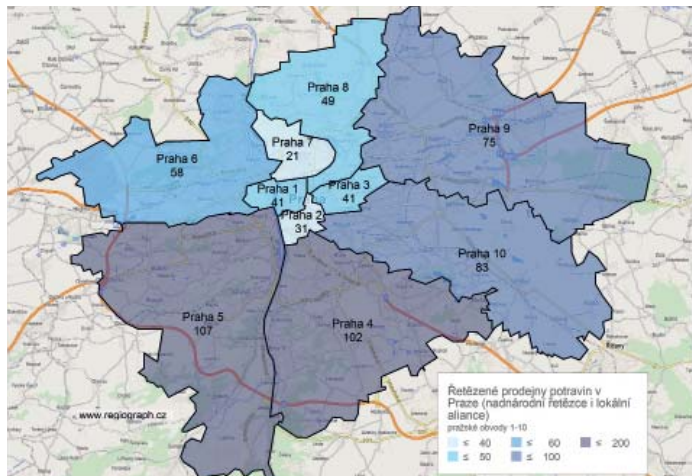 Praha 8
49
Praha 9
75
Praha 7
21
Praha 6
58
Praha 1
41
Praha 3
41
Praha 2
31
Praha 10
83
Praha 5
107
Praha 4
102
www.regiograph.cz
Řetězené prodejny potravin v
Praze (nadnárodní řetězce i lokální
aliance)
pražské obvody 1-10
≤ 40 ≤ 60 ≤ 200
≤ 50 ≤ 100